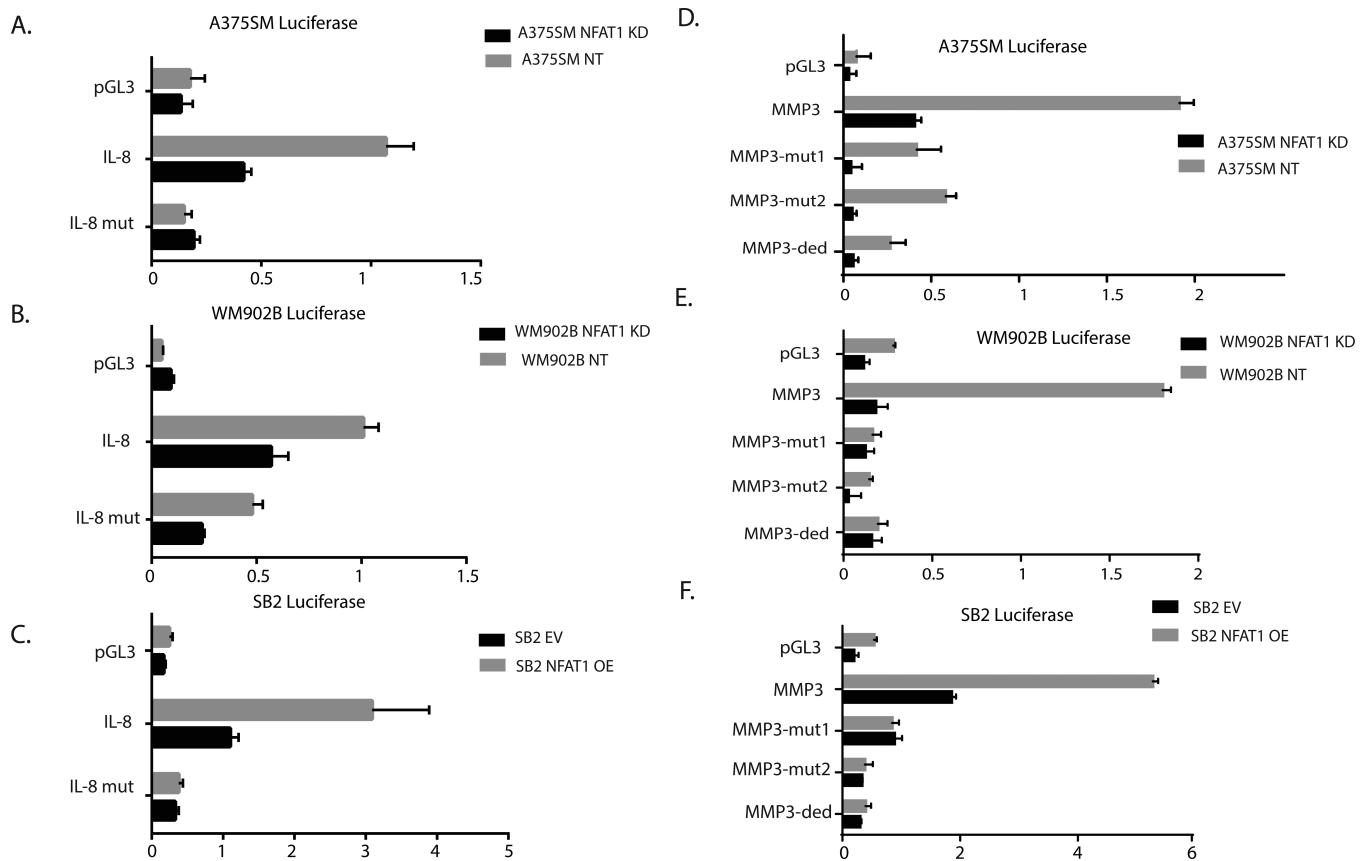 A.
A375SM Luciferase
A375SM NFAT1 KD
A375SM NT
pGL3
IL-8
IL-8 mut
0 0.5 1 1.5
B.
WM902B Luciferase
WM902B NFAT1 KD
WM902B NT
pGL3
IL-8
IL-8 mut
0 0.5 1 1.5
C.
SB2 Luciferase
SB2 EV
SB2 NFAT1 OE
pGL3
IL-8
IL-8 mut
0 1 2 3 4 5
D.
A375SM Luciferase
A375SM NFAT1 KD
A375SM NT
pGL3
MMP3
MMP3-mut1
MMP3-mut2
MMP3-ded
0 0.5 1 1.5 2
E.
WM902B Luciferase
WM902B NFAT1 KD
WM902B NT
pGL3
MMP3
MMP3-mut1
MMP3-mut2
MMP3-ded
0 0.5 1 1.5 2
F.
SB2 Luciferase
SB2 EV
SB2 NFAT1 OE
pGL3
MMP3
MMP3-mut1
MMP3-mut2
MMP3-ded
0 2 4 6